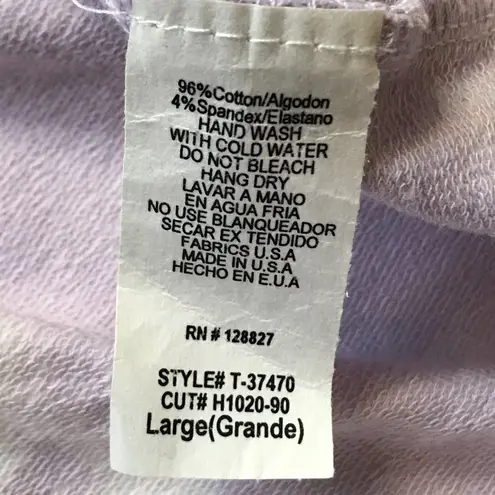 96%Cotton/Algodon
4%Spandex/Elastano
HAND WASH
WITH COLD WATER
DO NOT BLEACH
HANG DRY
LAVAR A MANO
EN AGUA FRIA
NO USE BLANQUEADOR
SECAR EX TENDIDO
FABRICS U.S.A
MADE IN U.S.A
HECHO EN E.U.A
RN # 128827
STYLE# T-37470
CUT# H1020-90
Large(Grande)